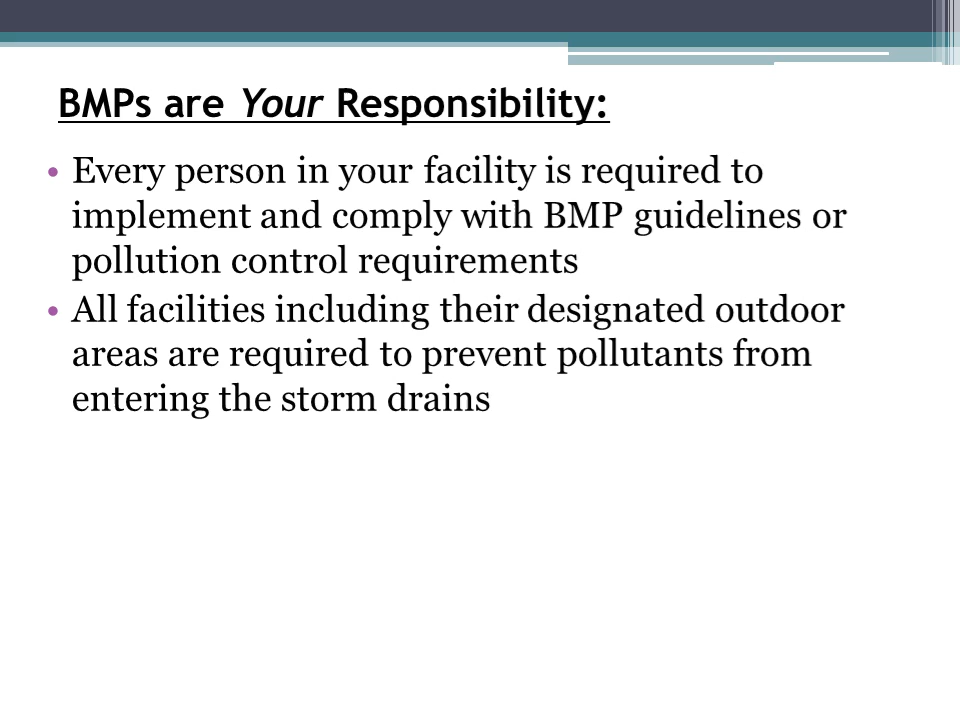 BMPs are Your Responsibility:
• Every person in your facility is required to
implement and comply with BMP guidelines or
pollution control requirements
• All facilities including their designated outdoor
areas are required to prevent pollutants from
entering the storm drains